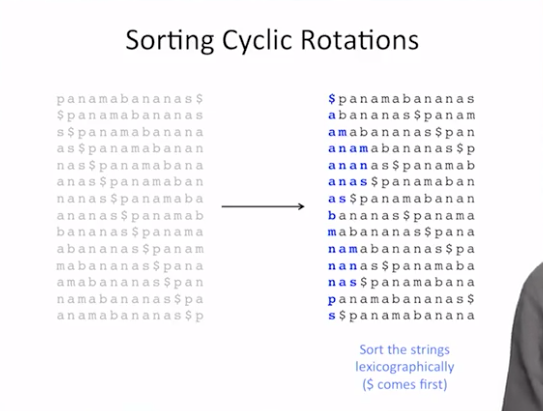 Sorting Cyclic Rotations
panamabananas$
$panamabananas
s$panamabanana
as$panamabanan
nas$panamabana
anas$panamaban
nanas$panamaba
ananas$panamab
bananas$panama
abananas$panam
mabananas$pana
amabananas$pan
namabananas$pa
anamabananas$p
$panamabananas
abananas$panam
amabananas$pan
anamabananas$p
ananas$panamab
anas$panamaban
as$panamabanan
bananas$panama
mabananas$pana
namabananas$pa
nanas$panamaba
nas$panamabana
panamabananas$
s$panamabanana
Sort the strings
lexicographically
($ comes first)